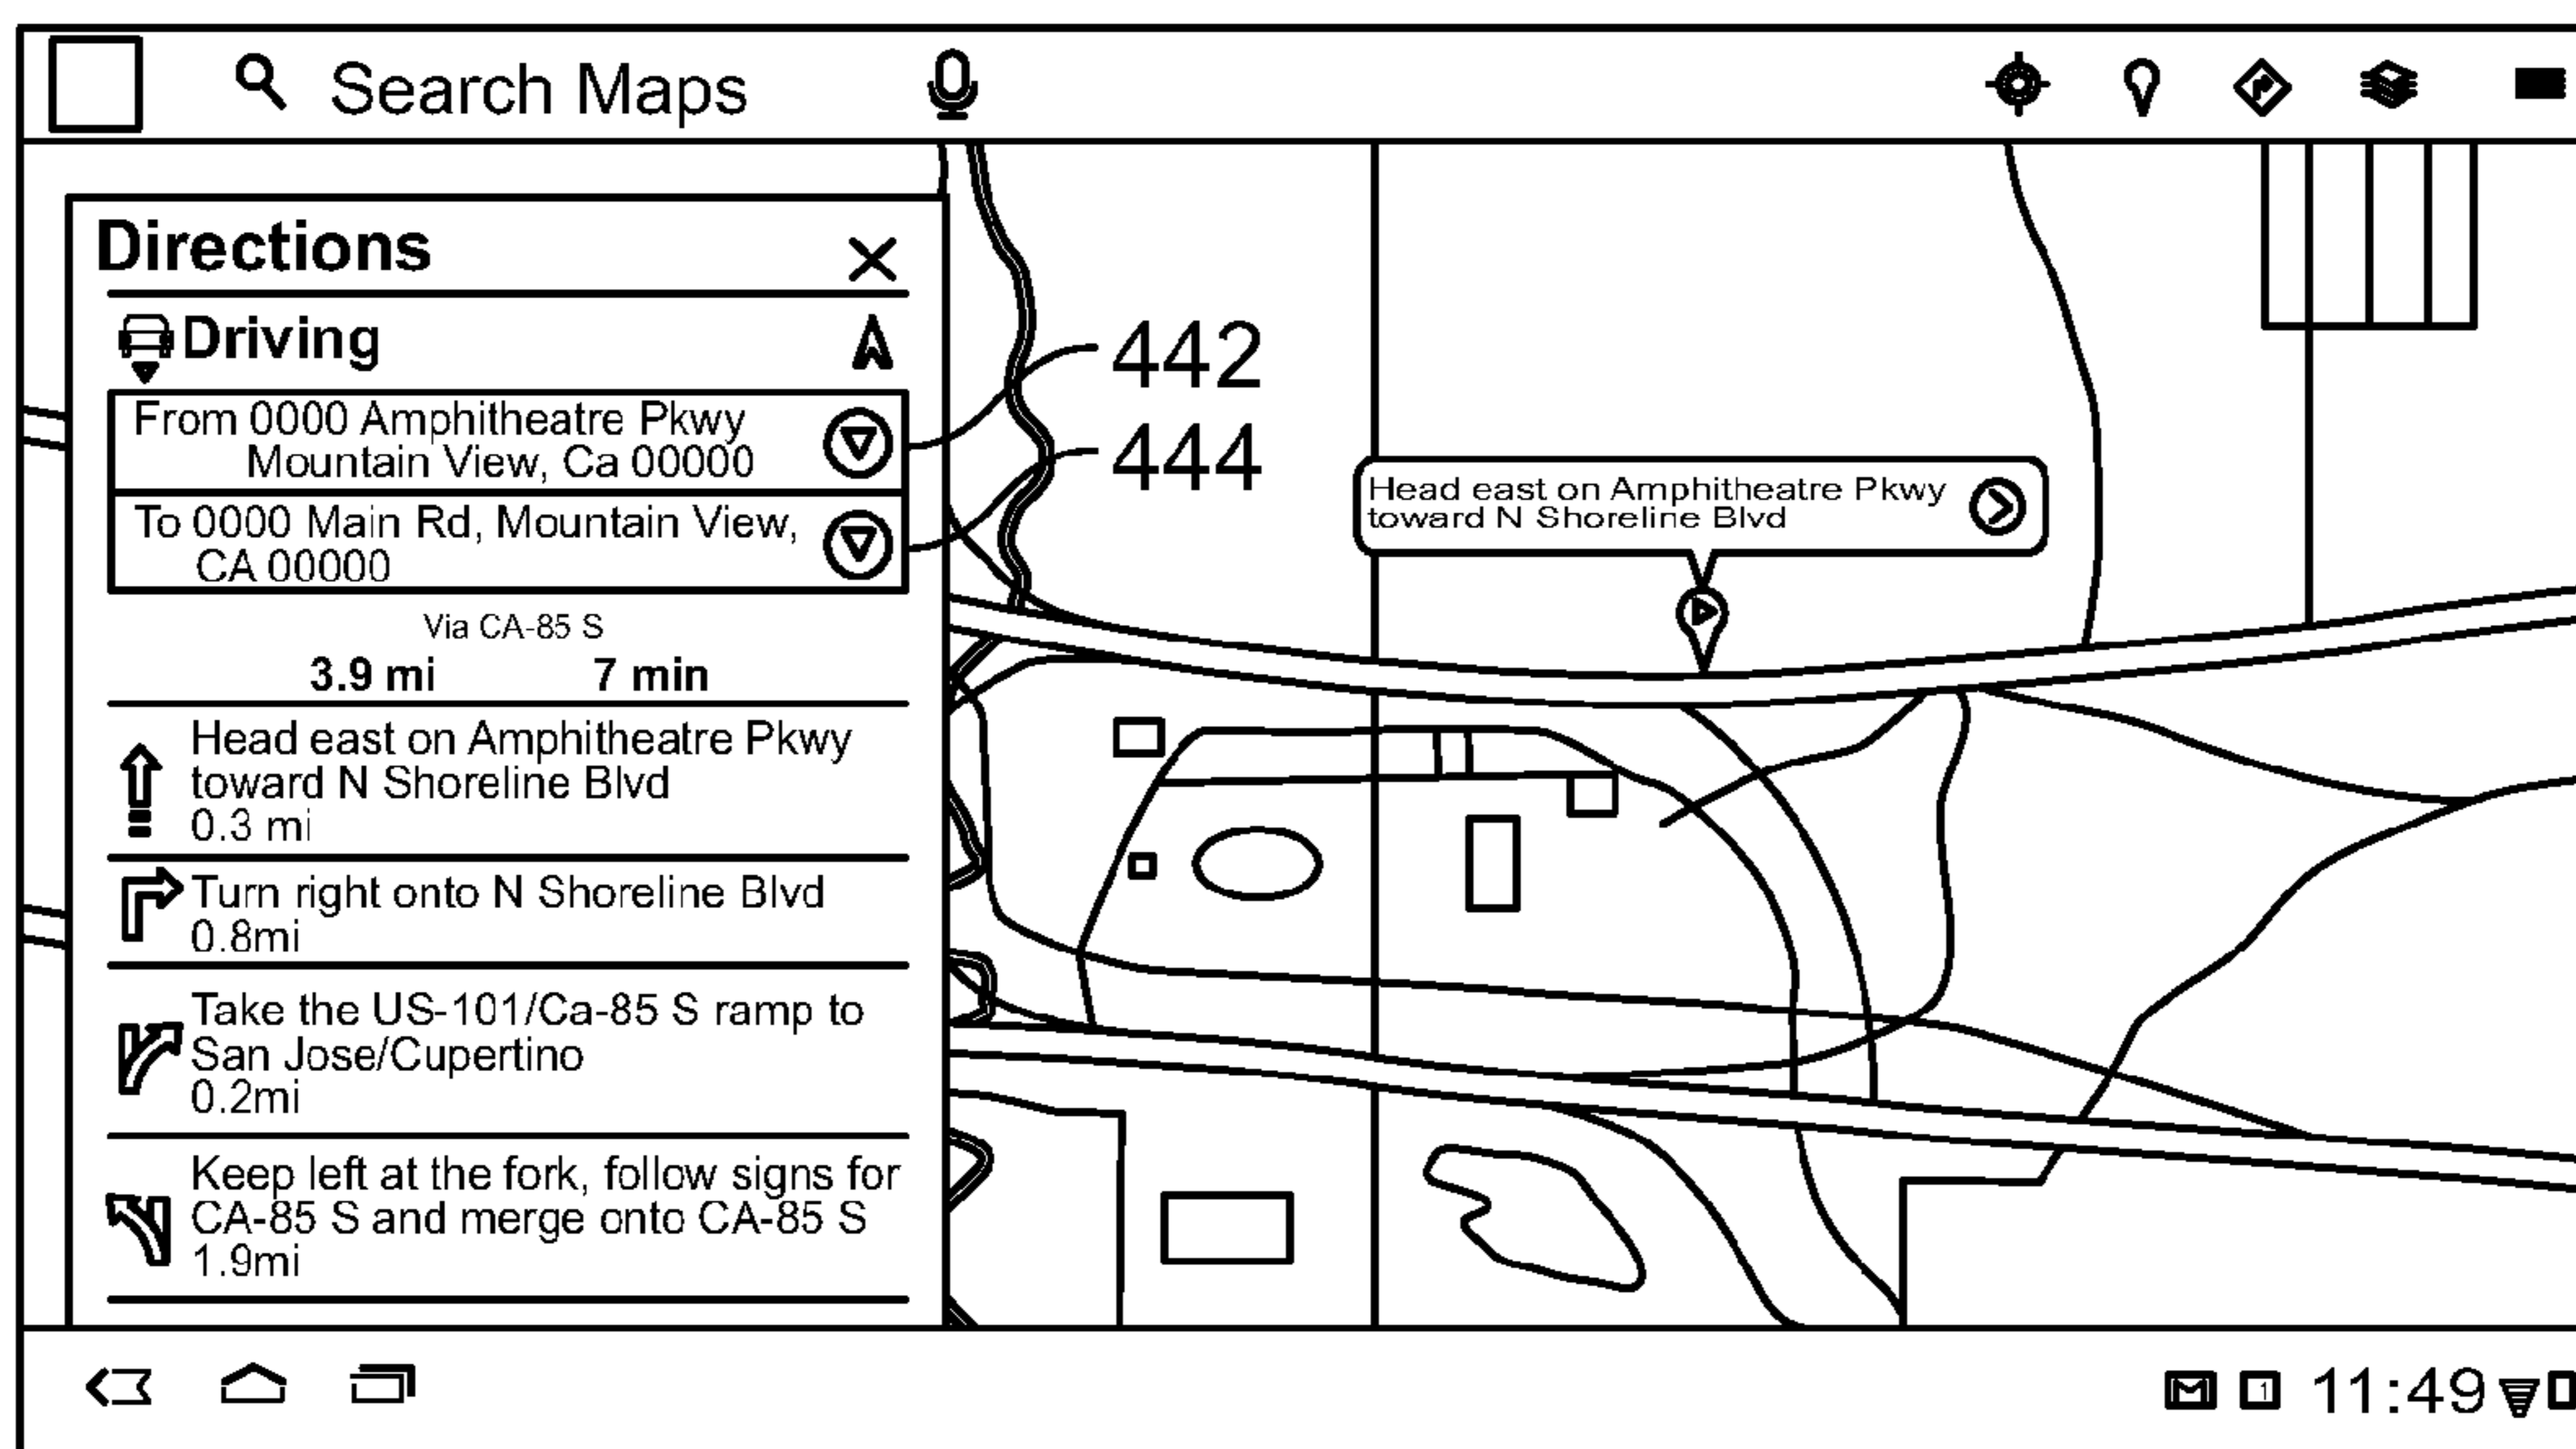 Search Maps
Directions
Driving
From 0000 Amphitheatre Pkwy
Mountain View, Ca 00000
To 0000 Main Rd, Mountain View,
CA 00000
Via CA-85 S
3.9 mi 7 min
Head east on Amphitheatre Pkwy
toward N Shoreline Blvd
0.3 mi
Turn right onto N Shoreline Blvd
0.8mi
Take the US-101/Ca-85 S ramp to
San Jose/Cupertino
0.2mi
Keep left at the fork, follow signs for
CA-85 S and merge onto CA-85 S
1.9mi
442
444
Head east on Amphitheatre Pkwy
toward N Shoreline Blvd
1
11:49